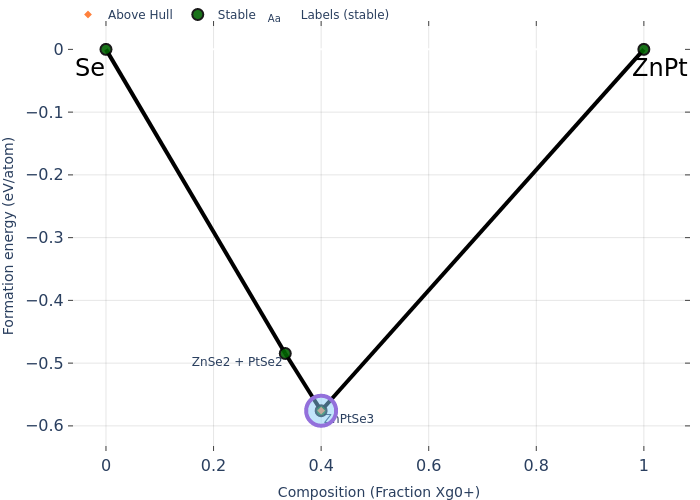 Above Hull
Stable
Aa
Labels (stable)
0
−0.1
−0.2
−0.3
−0.4
−0.5
−0.6
Formation energy (eV/atom)
Se
ZnPt
ZnSe2 + PtSe2
ZnPtSe3
0
0.2
0.4
0.6
0.8
1
Composition (Fraction Xg0+)